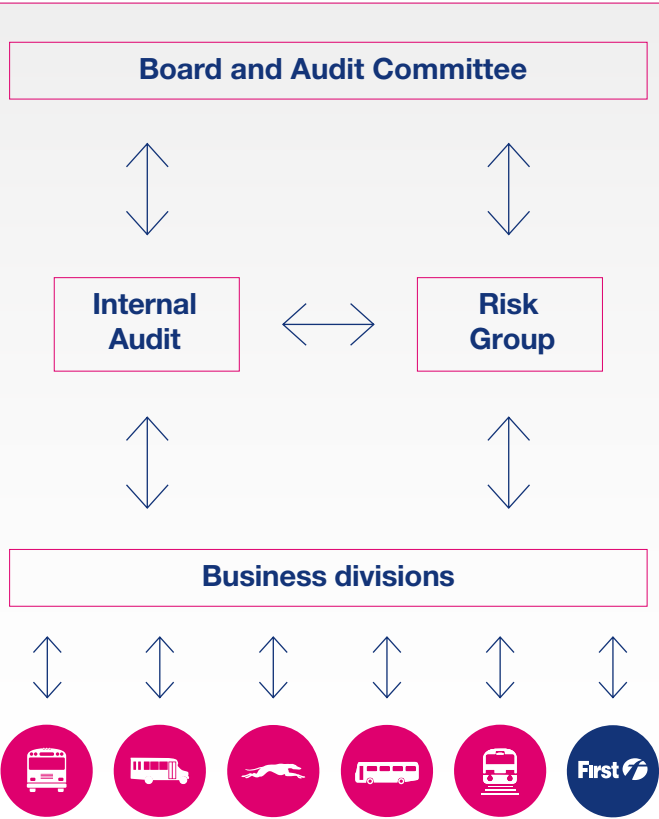 Board and Audit Committee
Internal
Audit
Risk
Group
Business divisions
First